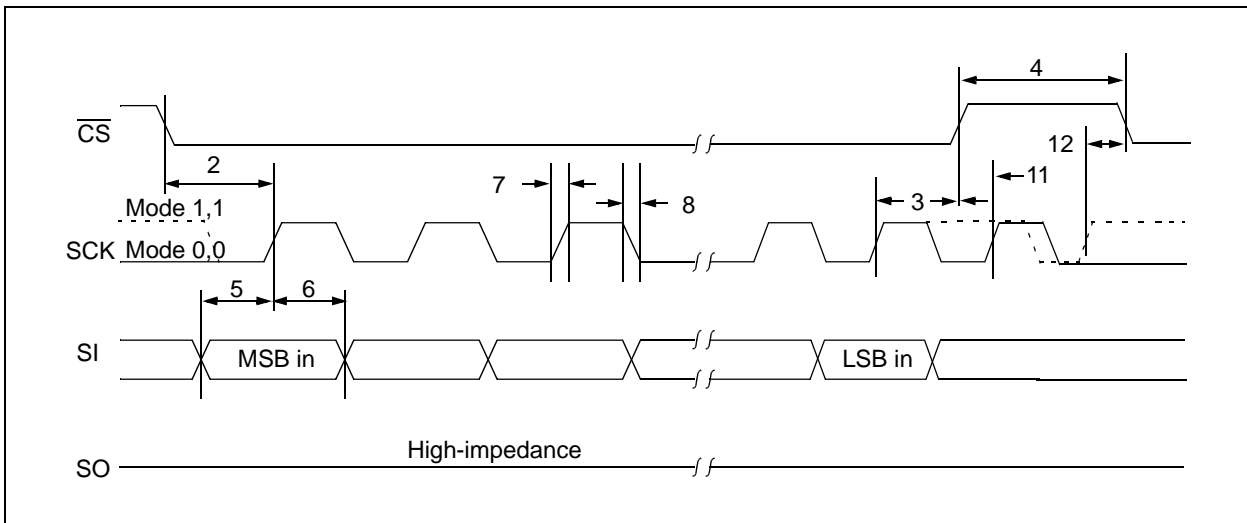 4
CS
12
2
7
8
3
11
Mode 1,1
SCK Mode 0,0
5
6
SI
MSB in
LSB in
High-impedance
SO